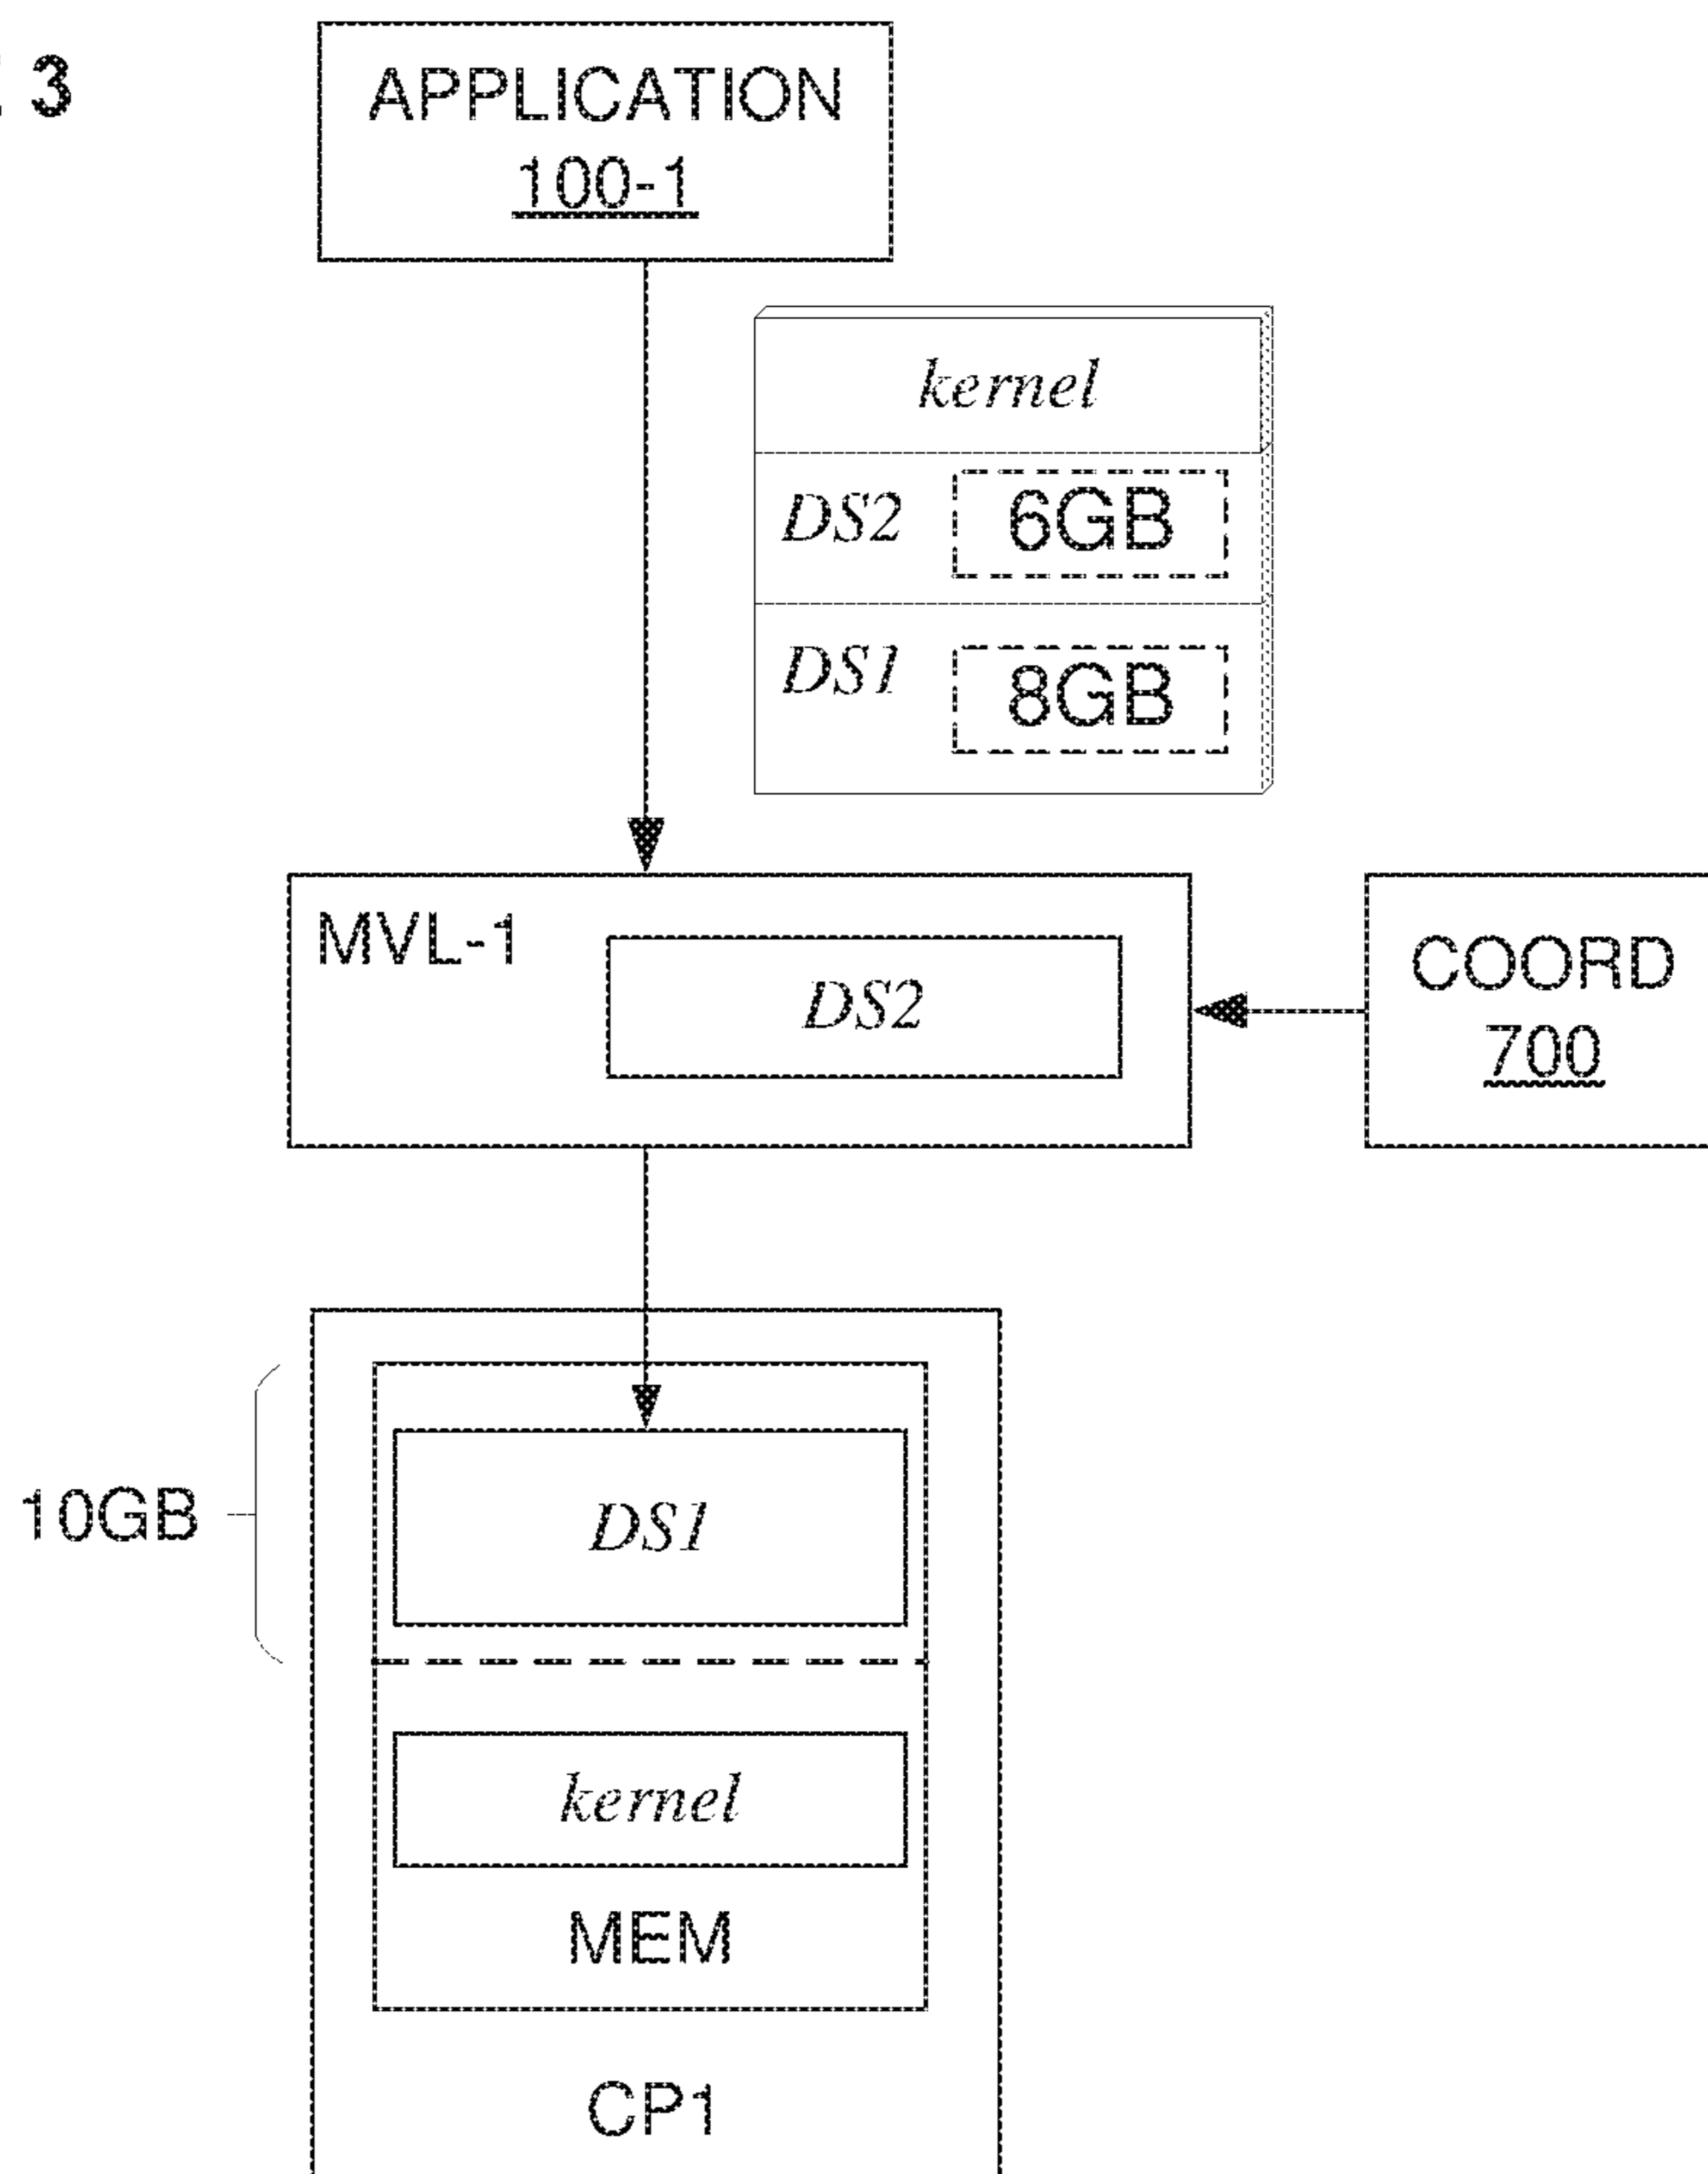 3
APPLICATION
100-1
kernel
DS2 6GB
DS1 8GB
MVL-1
DS2
COORD
700
10GB
DS1
kernel
MEM
CP1